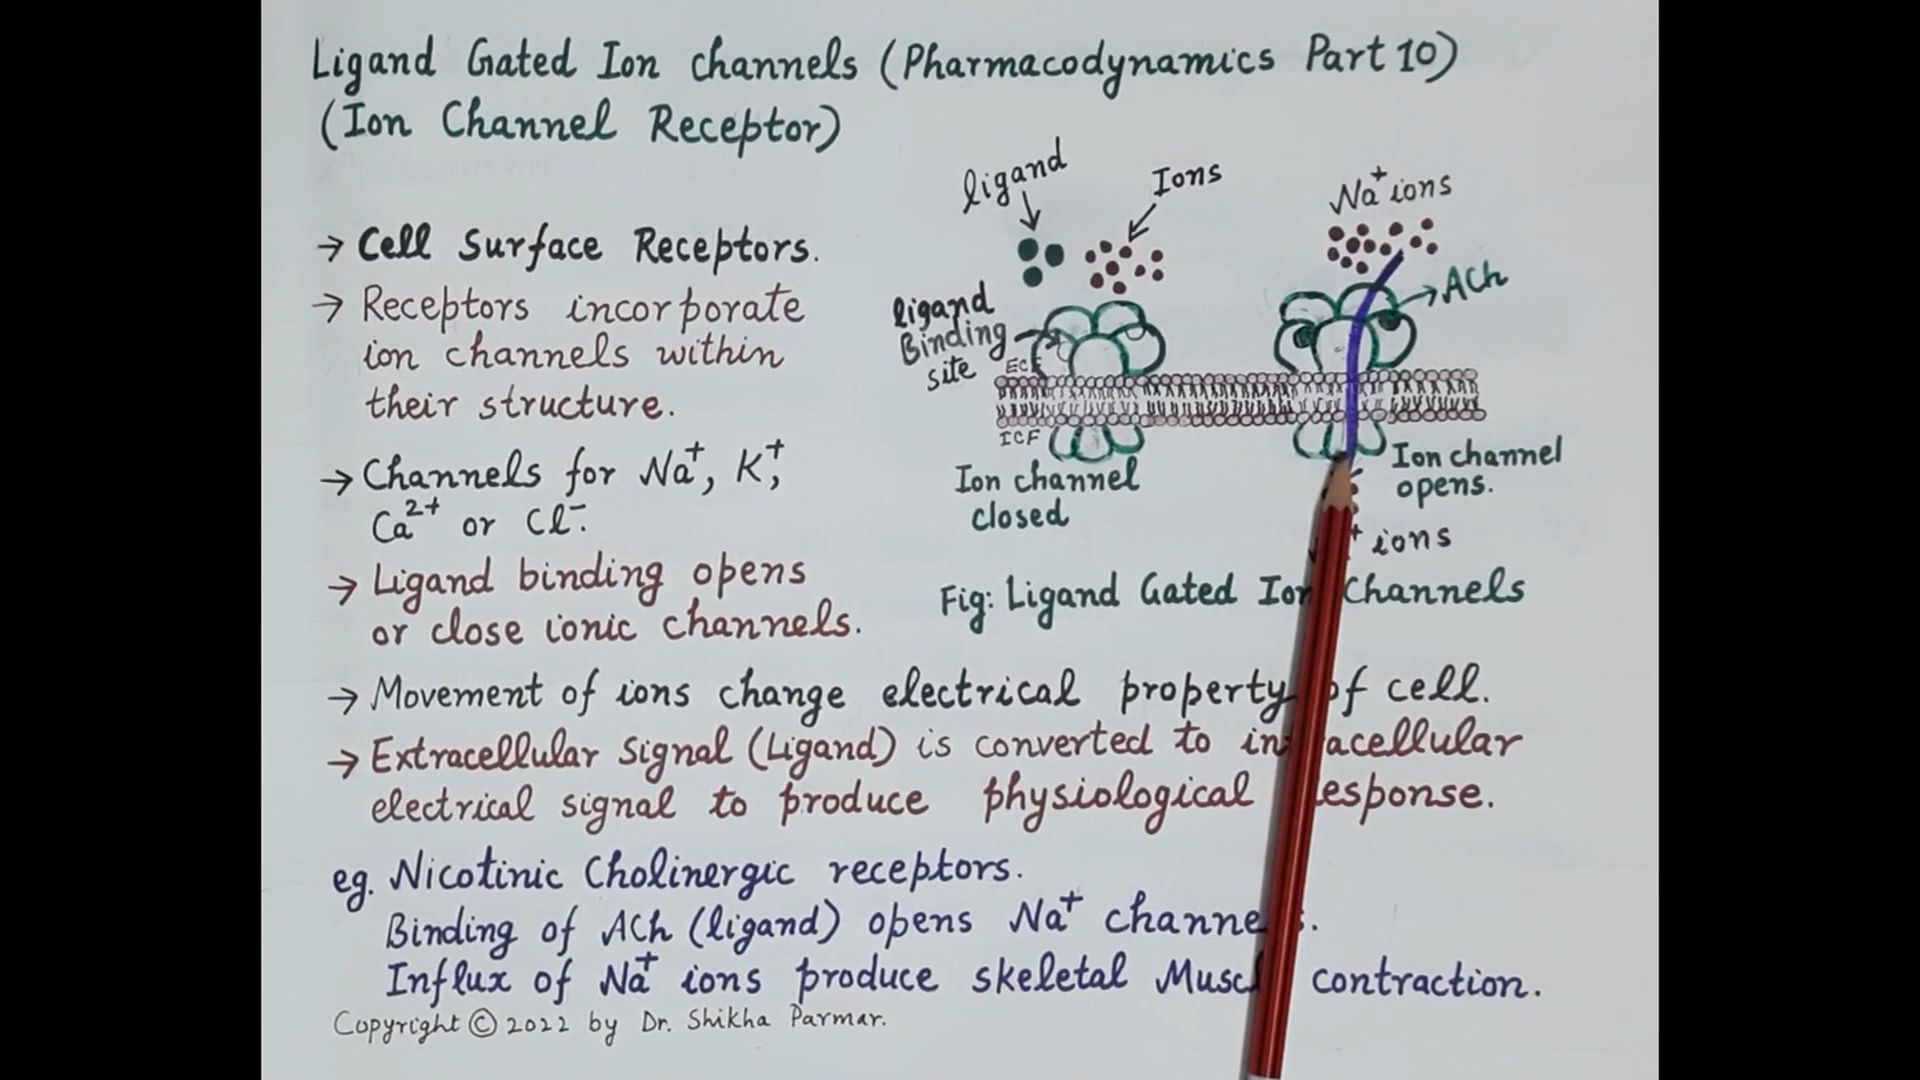 Ligand Gated Ion channels (Pharmacodynamics Part 10)
(Ion Channel Receptor)
→ Cell Surface Receptors.
→ Receptors incorporate
ion channels within
their structure.
→ Channels for Na⁺, K⁺,
Ca²⁺ or Cl⁻.
→ Ligand binding opens
or close ionic channels.
ligand
Ions
ligand
Binding
site
ECF
ICF
Ion channel
closed
Na⁺ ions
ACh
Ion channel
opens.
⁺ ions
Fig: Ligand Gated Ion Channels
→ Movement of ions change electrical property of cell.
→ Extracellular Signal (Ligand) is converted to in acellular
electrical signal to produce physiological esponse.
eg. Nicotinic Cholinergic receptors.
Binding of ACh (ligand) opens Na⁺ channe s.
Influx of Na⁺ ions produce skeletal Muscl contraction.
Copyright © 2022 by Dr. Shikha Parmar.